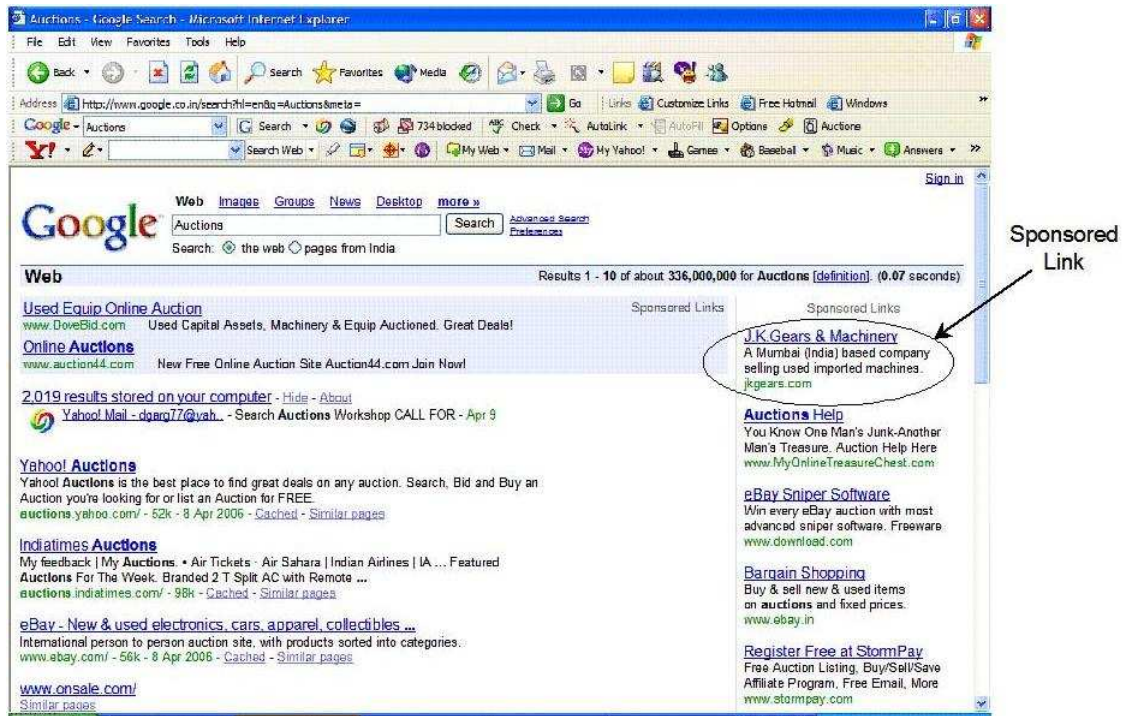 Auctions - Google Search - Microsoft Internet Explorer
File Edit View Favorites Tools Help
Back Search Favorites Media
Address http://www.google.co.in/search?hl=en&q=Auctions&meta= Go Links Customize Links Free Hotmail Windows »
Google - Auctions Search 734 blocked ABC Check AutoLink AutoFill Options Auctions
Y! Search Web My Web Mail My Yahoo! Games Baseball Music Answers »
Sign in
Google
Web Images Groups News Desktop more »
Auctions Search Advanced Search
Preferences
Search: the web pages from India
Sponsored
Link
Web Results 1 - 10 of about 336,000,000 for Auctions [definition]. (0.07 seconds)
Used Equip Online Auction Sponsored Links
www.DoveBid.com Used Capital Assets, Machinery & Equip Auctioned. Great Deals!
Online Auctions
www.auction44.com New Free Online Auction Site Auction44.com Join Now!
2,019 results stored on your computer - Hide - About
Yahoo! Mail - dgarg77@yah.. - Search Auctions Workshop CALL FOR - Apr 9
Yahoo! Auctions
Yahoo! Auctions is the best place to find great deals on any auction. Search, Bid and Buy an
Auction you're looking for or list an Auction for FREE.
auctions.yahoo.com/ - 52k - 8 Apr 2006 - Cached - Similar pages
Indiatimes Auctions
My feedback | My Auctions. • Air Tickets · Air Sahara | Indian Airlines | IA ... Featured
Auctions For The Week. Branded 2 T Split AC with Remote ...
auctions.indiatimes.com/ - 98k - Cached - Similar pages
eBay - New & used electronics, cars, apparel, collectibles ...
International person to person auction site, with products sorted into categories.
www.ebay.com/ - 56k - 8 Apr 2006 - Cached - Similar pages
www.onsale.com/
Similar pages
Sponsored Links
J.K.Gears & Machinery
A Mumbai (India) based company
selling used imported machines.
jkgears.com
Auctions Help
You Know One Man's Junk-Another
Man's Treasure. Auction Help Here
www.MyOnlineTreasureChest.com
eBay Sniper Software
Win every eBay auction with most
advanced sniper software. Freeware
www.download.com
Bargain Shopping
Buy & sell new & used items
on auctions and fixed prices.
www.ebay.in
Register Free at StormPay
Free Auction Listing, Buy/Sell/Save
Affiliate Program, Free Email, More
www.stormpay.com